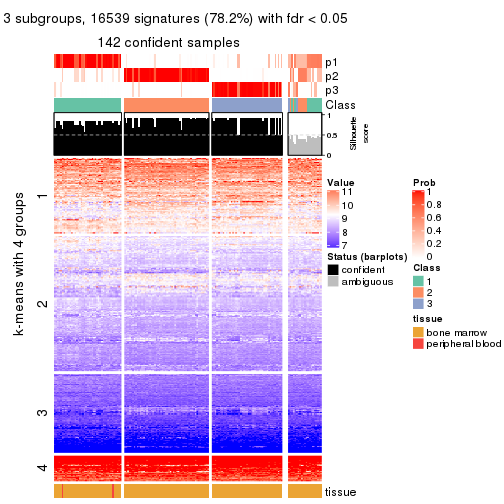 3 subgroups, 16539 signatures (78.2%) with fdr < 0.05
142 confident samples
p1
p2
p3
Class
1
0.5
0
Silhouette
score
k-means with 4 groups
1
2
3
4
Value
11
10
9
8
7
Status (barplots)
confident
ambiguous
Prob
1
0.8
0.6
0.4
0.2
0
Class
1
2
3
tissue
bone marrow
peripheral blood
tissue